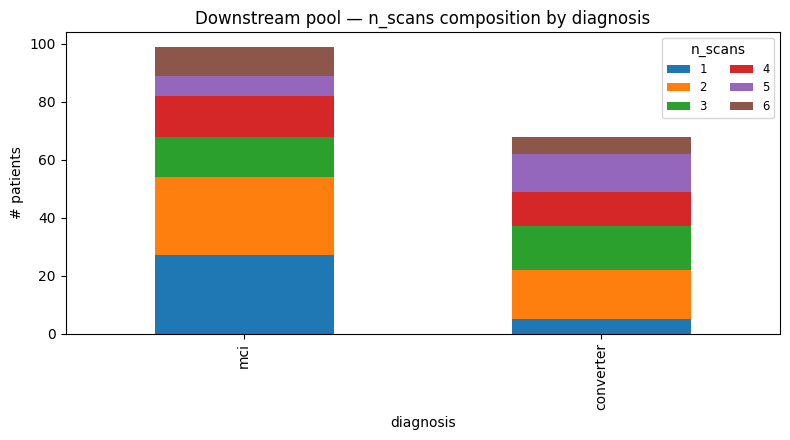 Downstream pool — n_scans composition by diagnosis
n_scans
1 4
2 5
3 6
# patients
100
80
60
40
20
0
mci
converter
diagnosis